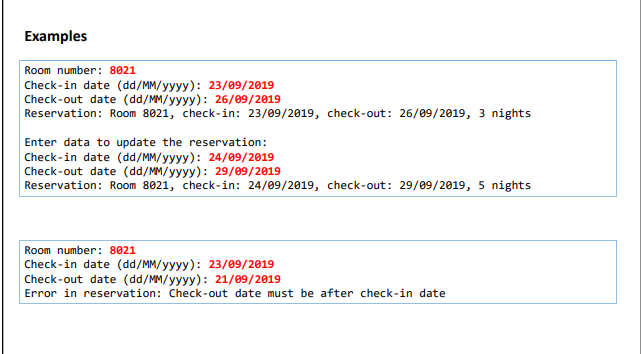 Examples
Room number: 8021
Check-in date (dd/MM/yyyy): 23/09/2019
Check-out date (dd/MM/yyyy): 26/09/2019
Reservation: Room 8021, check-in: 23/09/2019, check-out: 26/09/2019, 3 nights
Enter data to update the reservation:
Check-in date (dd/MM/yyyy): 24/09/2019
Check-out date (dd/MM/yyyy): 29/09/2019
Reservation: Room 8021, check-in: 24/09/2019, check-out: 29/09/2019, 5 nights
Room number: 8021
Check-in date (dd/MM/yyyy): 23/09/2019
Check-out date (dd/MM/yyyy): 21/09/2019
Error in reservation: Check-out date must be after check-in date